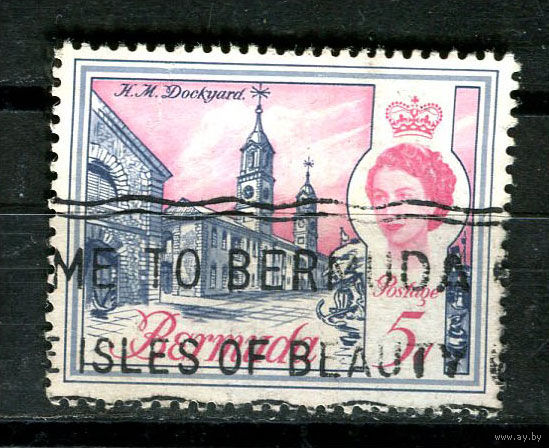 H.M. Dockyard.
ME TO BERMUDA
Postage
Bermuda
5
ISLES OF BEAUTY
www.ay.by